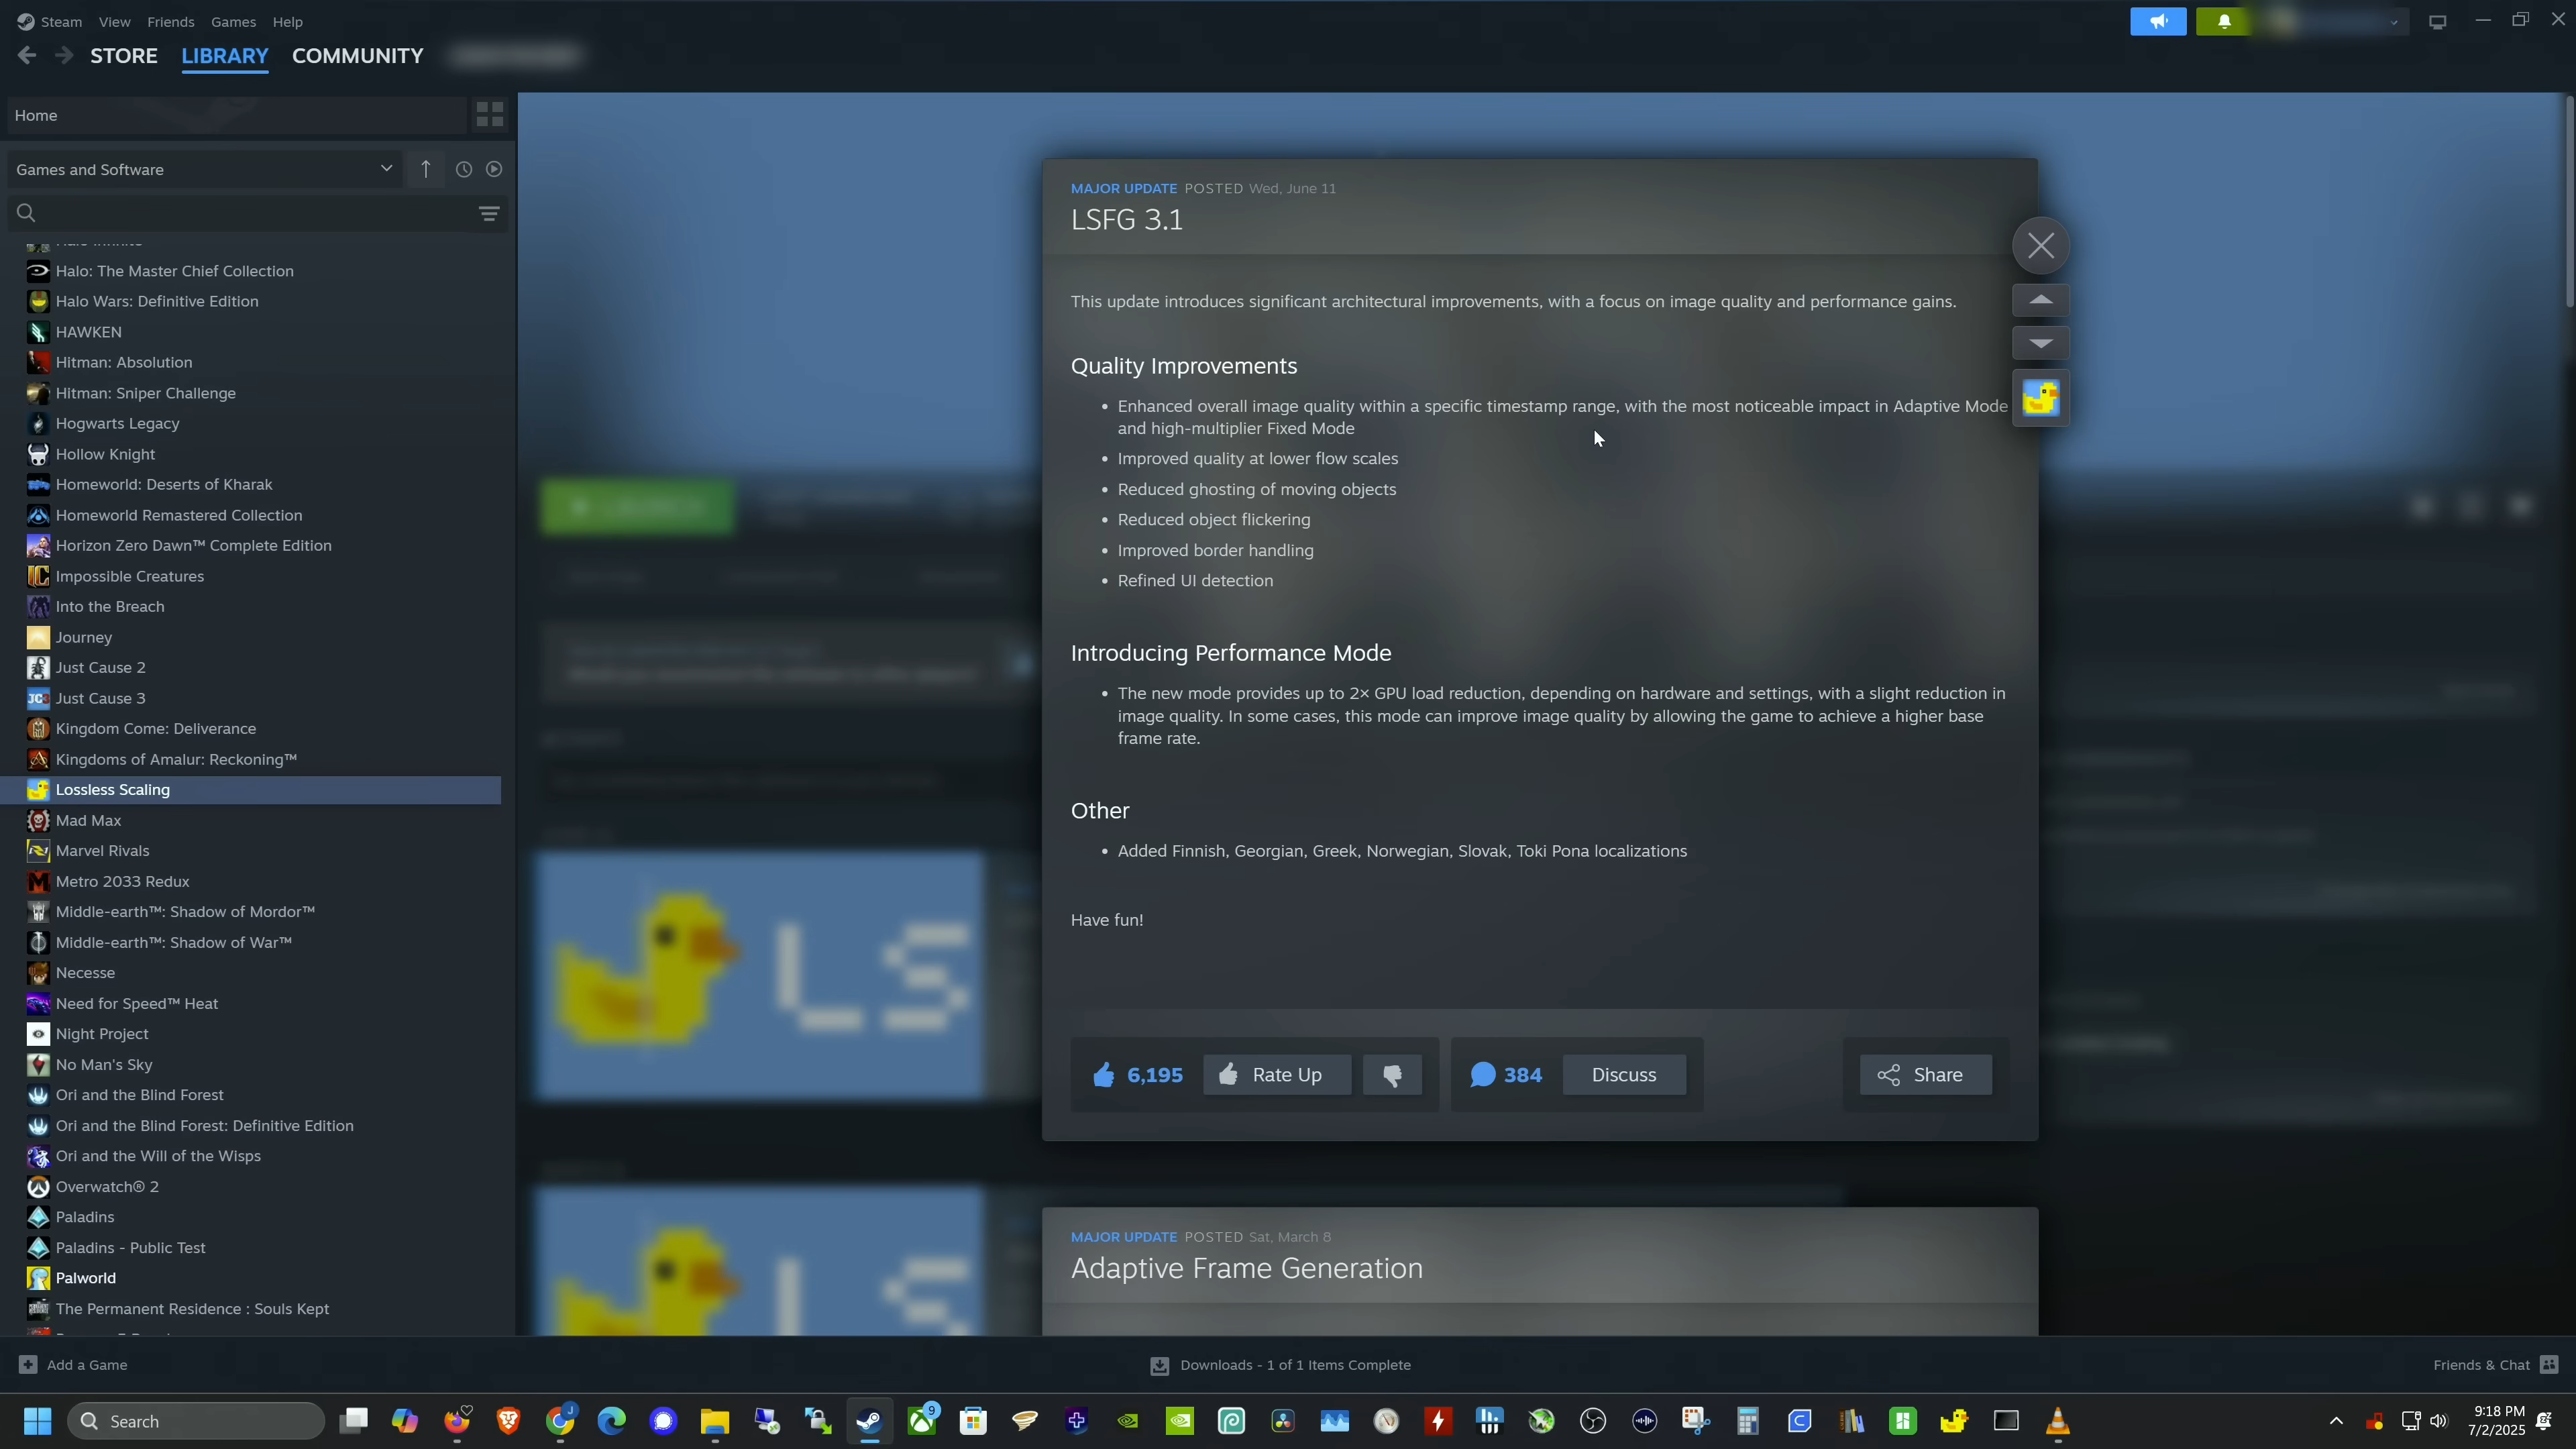 Steam View Friends Games Help
STORE LIBRARY COMMUNITY
Home
Games and Software
Halo: The Master Chief Collection
Halo Wars: Definitive Edition
HAWKEN
Hitman: Absolution
Hitman: Sniper Challenge
Hogwarts Legacy
Hollow Knight
Homeworld: Deserts of Kharak
Homeworld Remastered Collection
Horizon Zero Dawn™ Complete Edition
Impossible Creatures
Into the Breach
Journey
Just Cause 2
Just Cause 3
Kingdom Come: Deliverance
Kingdoms of Amalur: Reckoning™
Lossless Scaling
Mad Max
Marvel Rivals
Metro 2033 Redux
Middle-earth™: Shadow of Mordor™
Middle-earth™: Shadow of War™
Necesse
Need for Speed™ Heat
Night Project
No Man's Sky
Ori and the Blind Forest
Ori and the Blind Forest: Definitive Edition
Ori and the Will of the Wisps
Overwatch® 2
Paladins
Paladins - Public Test
Palworld
The Permanent Residence : Souls Kept
MAJOR UPDATE POSTED Wed, June 11
LSFG 3.1
This update introduces significant architectural improvements, with a focus on image quality and performance gains.
Quality Improvements
• Enhanced overall image quality within a specific timestamp range, with the most noticeable impact in Adaptive Mode
and high-multiplier Fixed Mode
• Improved quality at lower flow scales
• Reduced ghosting of moving objects
• Reduced object flickering
• Improved border handling
• Refined UI detection
Introducing Performance Mode
• The new mode provides up to 2× GPU load reduction, depending on hardware and settings, with a slight reduction in
image quality. In some cases, this mode can improve image quality by allowing the game to achieve a higher base
frame rate.
Other
• Added Finnish, Georgian, Greek, Norwegian, Slovak, Toki Pona localizations
Have fun!
6,195 Rate Up 384 Discuss Share
LS
MAJOR UPDATE POSTED Sat, March 8
Adaptive Frame Generation
Add a Game
Downloads - 1 of 1 Items Complete
Friends & Chat
Search
9
9:18 PM
7/2/2025